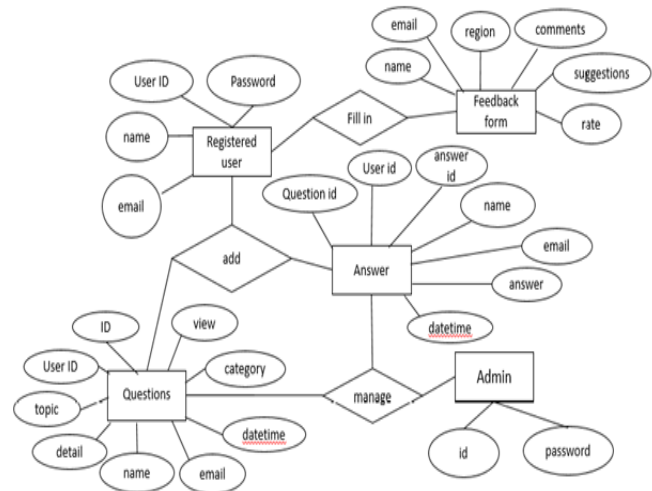 email
region
comments
name
suggestions
Feedback
form
rate
User ID
Password
Fill in
name
Registered
user
email
Question id
User id
answer
id
name
email
answer
datetime
Answer
add
ID
view
User ID
category
topic
Questions
detail
name
email
datetime
manage
Admin
id
password